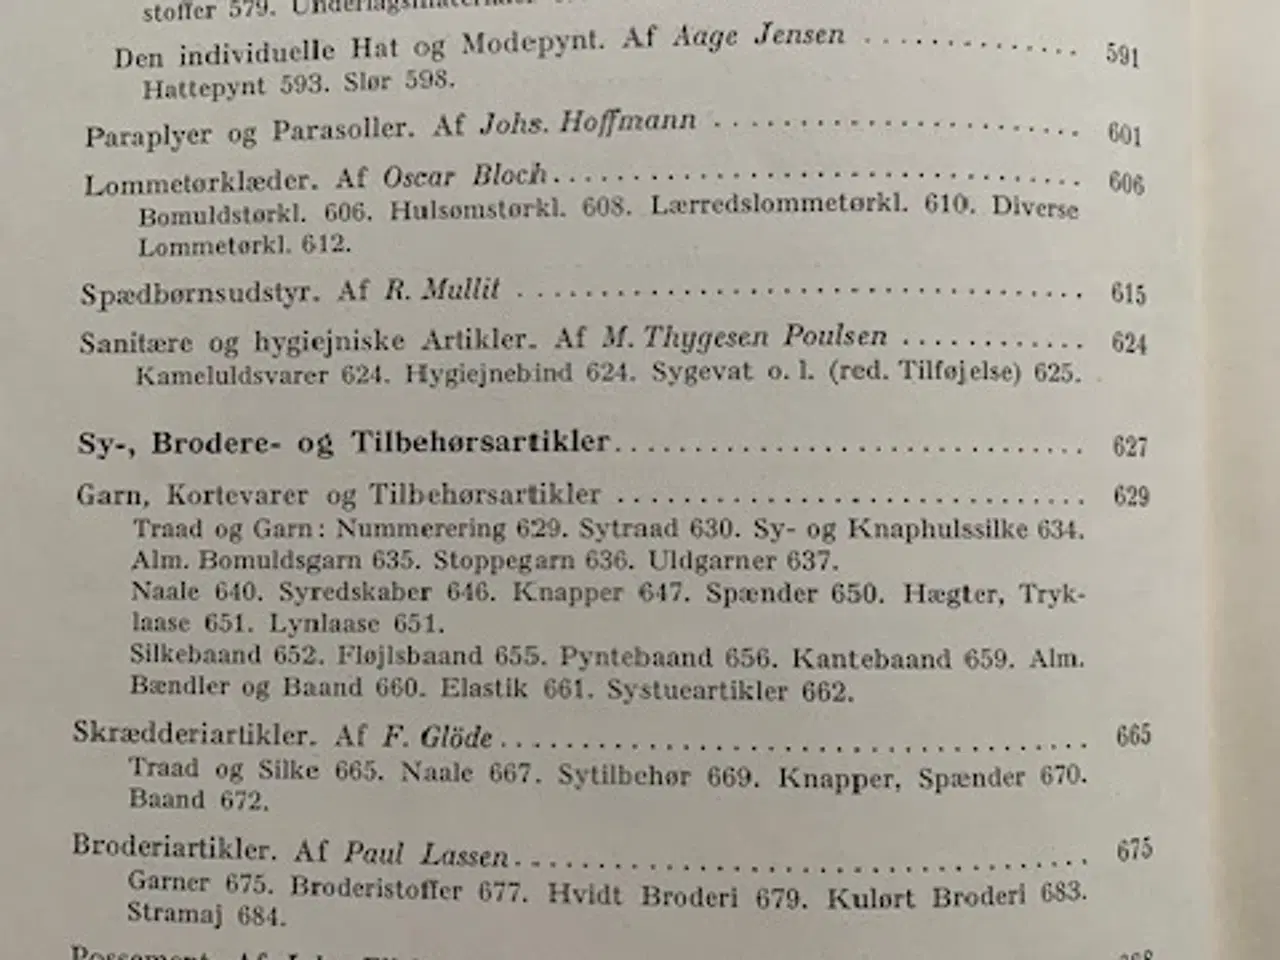 stoffer 579. Underlagsmaterialer
Den individuelle Hat og Modepynt. Af Aage Jensen ............. 591
Hattepynt 593. Slør 598.
Paraplyer og Parasoller. Af Johs. Hoffmann ...................... 601
Lommetørklæder. Af Oscar Bloch................................ 606
Bomuldstørkl. 606. Hulsømstørkl. 608. Lærredslommetørkl. 610. Diverse
Lommetørkl. 612.
Spædbørnsudstyr. Af R. Mullit .................................. 615
Sanitære og hygiejniske Artikler. Af M. Thygesen Poulsen ........... 624
Kameluldsvarer 624. Hygiejnebind 624. Sygevat o. l. (red. Tilføjelse) 625.
Sy-, Brodere- og Tilbehørsartikler............................ 627
Garn, Kortevarer og Tilbehørsartikler ............................ 629
Traad og Garn: Nummerering 629. Sytraad 630. Sy- og Knaphulssilke 634.
Alm. Bomuldsgarn 635. Stoppegarn 636. Uldgarner 637.
Naale 640. Syredskaber 646. Knapper 647. Spænder 650. Hægter, Tryk-
laase 651. Lynlaase 651.
Silkebaand 652. Fløjlsbaand 655. Pyntebaand 656. Kantebaand 659. Alm.
Bændler og Baand 660. Elastik 661. Systueartikler 662.
Skrædderiartikler. Af F. Glöde................................... 665
Traad og Silke 665. Naale 667. Sytilbehør 669. Knapper, Spænder 670.
Baand 672.
Broderiartikler. Af Paul Lassen.................................. 675
Garner 675. Broderistoffer 677. Hvidt Broderi 679. Kulørt Broderi 683.
Stramaj 684.
Possement. Af